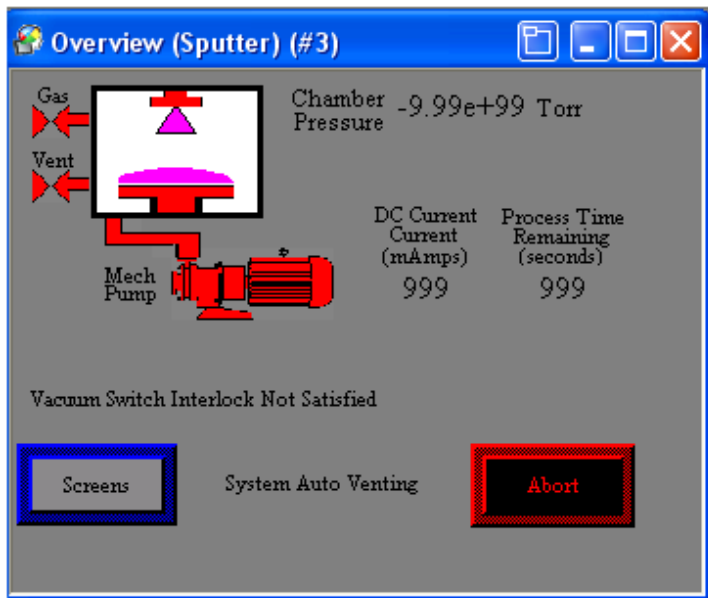 Overview (Sputter) (#3)
Gas
Chamber
Pressure
-9.99e+99 Torr
Vent
DC Current
Current
(mAmps)
999
Process Time
Remaining
(seconds)
999
Mech
Pump
Vacuum Switch Interlock Not Satisfied
Screens
System Auto Venting
Abort